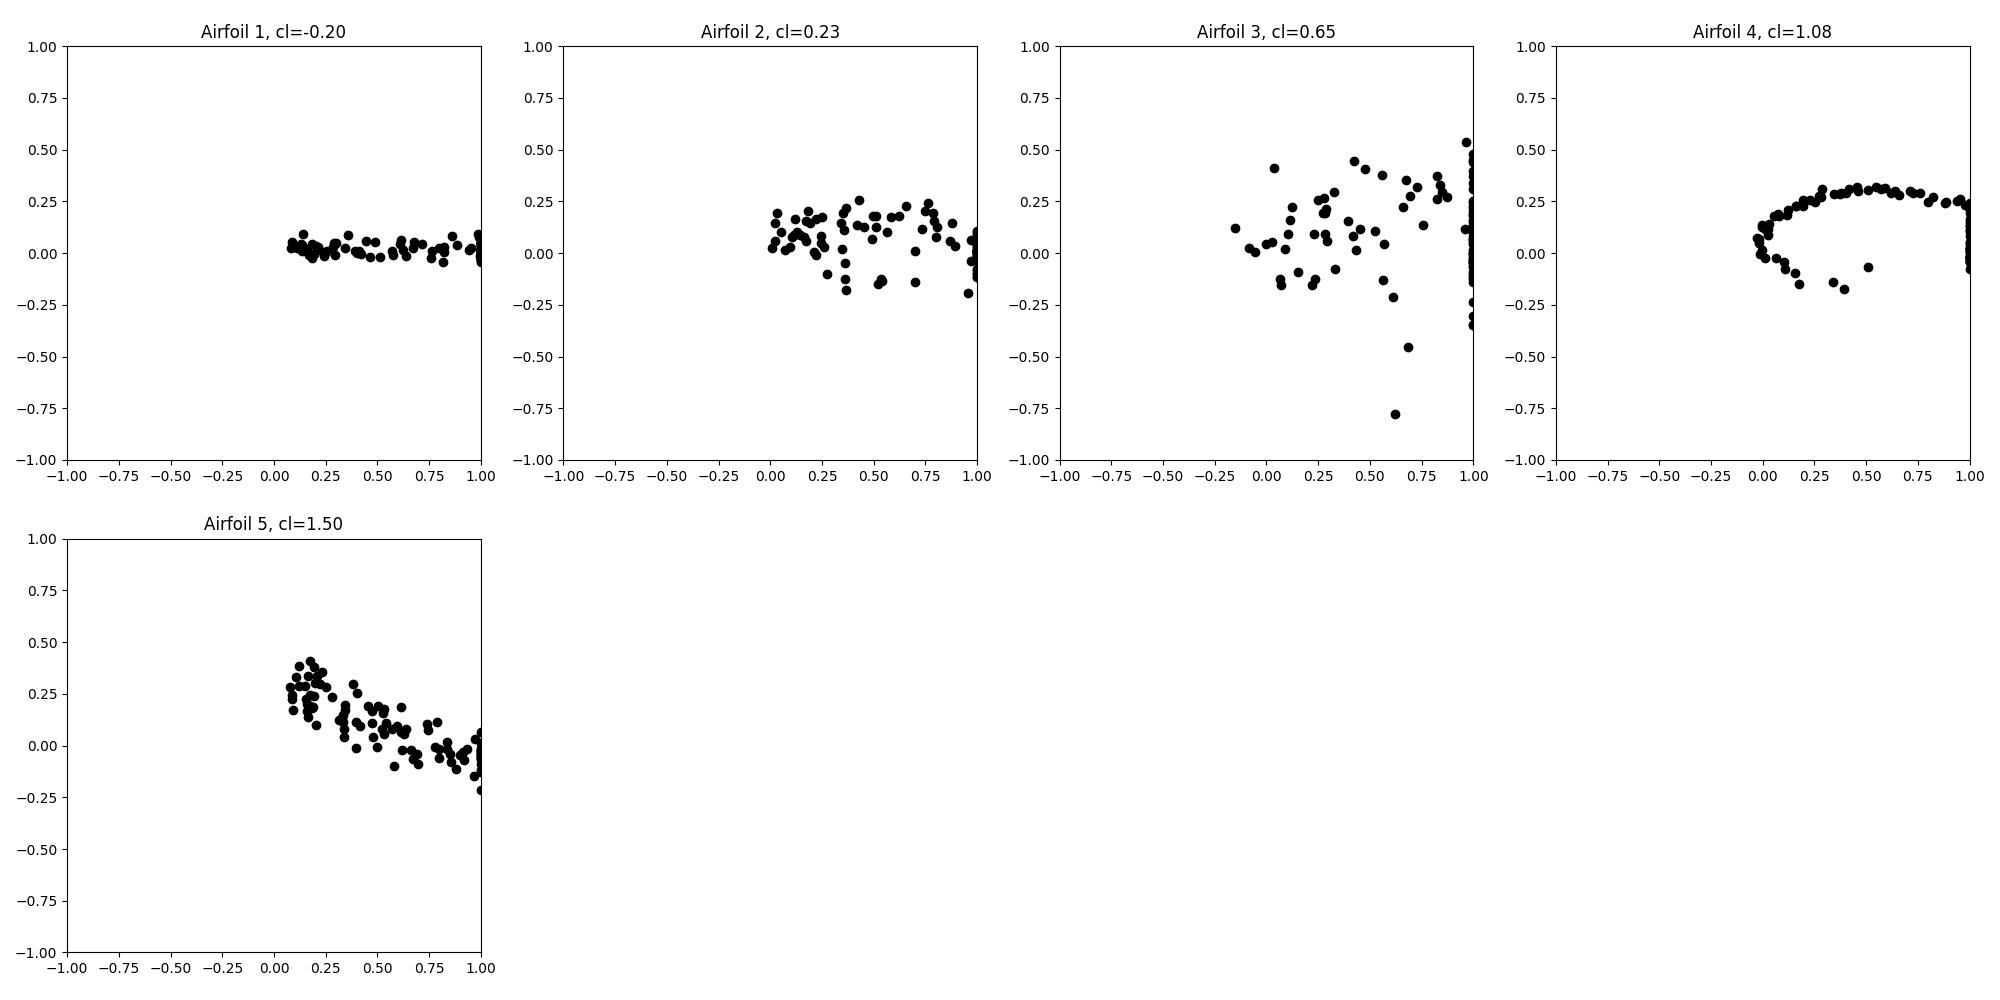 Airfoil 1, cl=-0.20
Airfoil 2, cl=0.23
Airfoil 3, cl=0.65
Airfoil 4, cl=1.08
1.00 1.00 1.00 1.00
0.75 0.75 0.75 0.75
0.50 0.50 0.50 0.50
0.25 0.25 0.25 0.25
0.00 0.00 0.00 0.00
−0.25 −0.25 −0.25 −0.25
−0.50 −0.50 −0.50 −0.50
−0.75 −0.75 −0.75 −0.75
−1.00 −1.00 −1.00 −1.00
−1.00 −0.75 −0.50 −0.25 0.00 0.25 0.50 0.75 1.00
−1.00 −0.75 −0.50 −0.25 0.00 0.25 0.50 0.75 1.00
−1.00 −0.75 −0.50 −0.25 0.00 0.25 0.50 0.75 1.00
−1.00 −0.75 −0.50 −0.25 0.00 0.25 0.50 0.75 1.00
Airfoil 5, cl=1.50
1.00
0.75
0.50
0.25
0.00
−0.25
−0.50
−0.75
−1.00
−1.00 −0.75 −0.50 −0.25 0.00 0.25 0.50 0.75 1.00